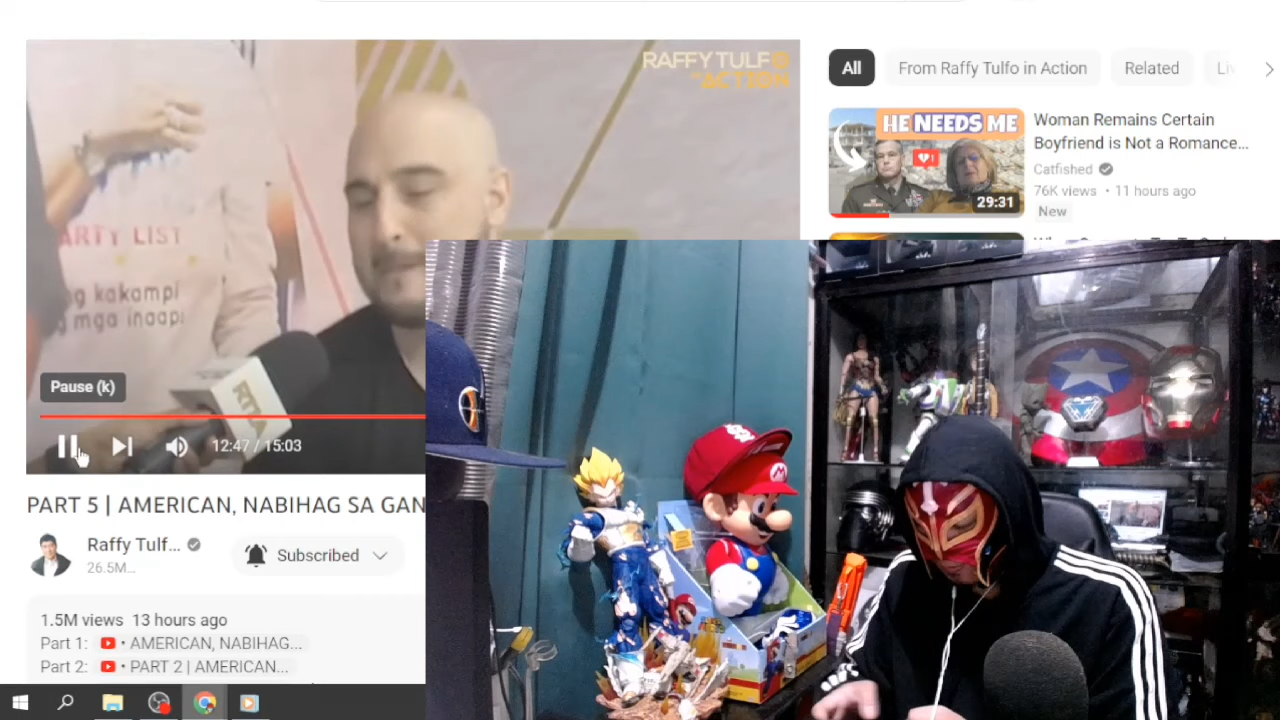 RAFFY TULFO
IN ACTION
ARTY LIST
ng kakampi
g mga inaapi
RTIA
Pause (k)
12:47 / 15:03
PART 5 | AMERICAN, NABIHAG SA GAN
Raffy Tulf...
26.5M...
Subscribed
1.5M views 13 hours ago
Part 1: • AMERICAN, NABIHAG...
Part 2: • PART 2 | AMERICAN...
All
From Raffy Tulfo in Action
Related
Li
HE NEEDS ME
29:31
Woman Remains Certain
Boyfriend is Not a Romance...
Catfished
76K views • 11 hours ago
New
M